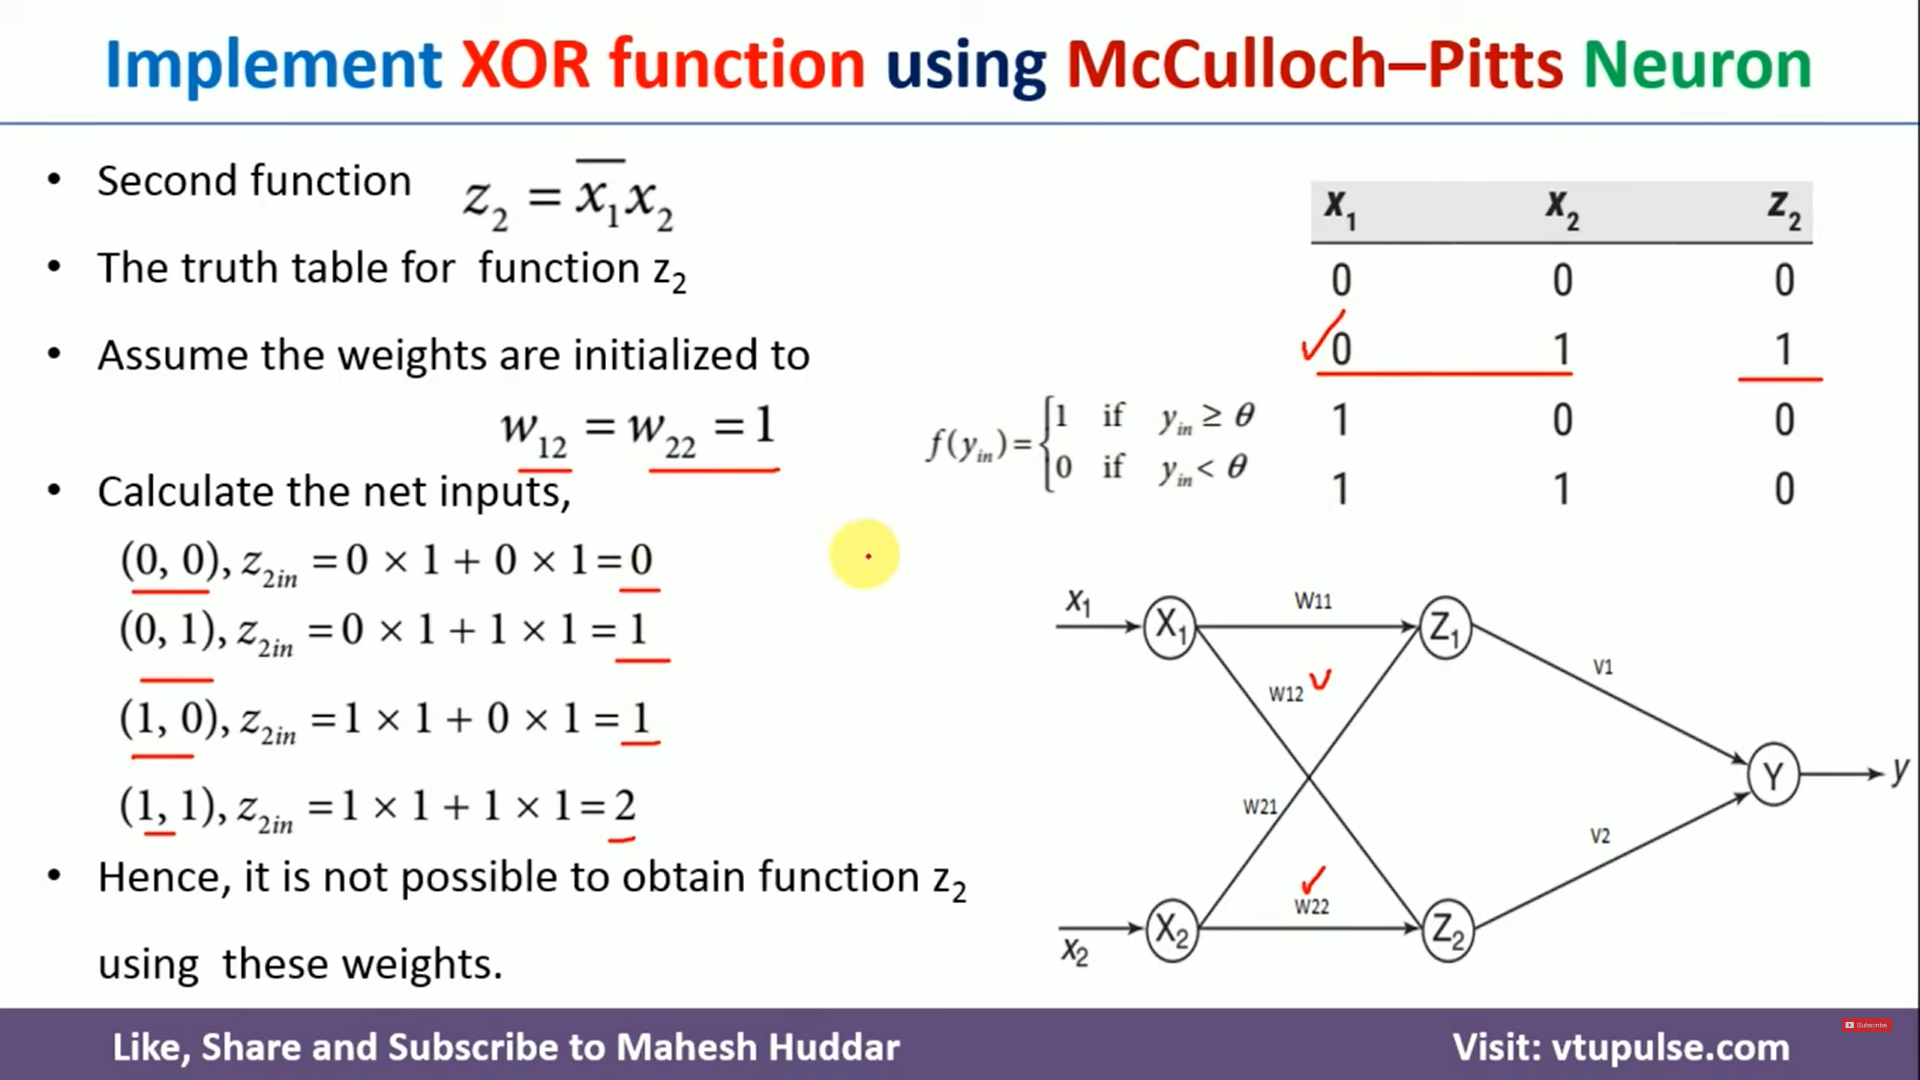 Implement XOR function using McCulloch–Pitts Neuron
• Second function z₂ = x̅₁x₂
• The truth table for function z₂
• Assume the weights are initialized to
w₁₂ = w₂₂ = 1
• Calculate the net inputs,
(0, 0), z₂ᵢₙ = 0 × 1 + 0 × 1 = 0
(0, 1), z₂ᵢₙ = 0 × 1 + 1 × 1 = 1
(1, 0), z₂ᵢₙ = 1 × 1 + 0 × 1 = 1
(1, 1), z₂ᵢₙ = 1 × 1 + 1 × 1 = 2
• Hence, it is not possible to obtain function z₂
using these weights.
f(yᵢₙ) = { 1 if yᵢₙ ≥ θ
0 if yᵢₙ < θ
x₁ x₂ z₂
0 0 0
0 1 1
1 0 0
1 1 0
x₁ X₁ W11 Z₁
V1
W12
Y y
W21
V2
W22
x₂ X₂ Z₂
Like, Share and Subscribe to Mahesh Huddar
Visit: vtupulse.com
Subscribe